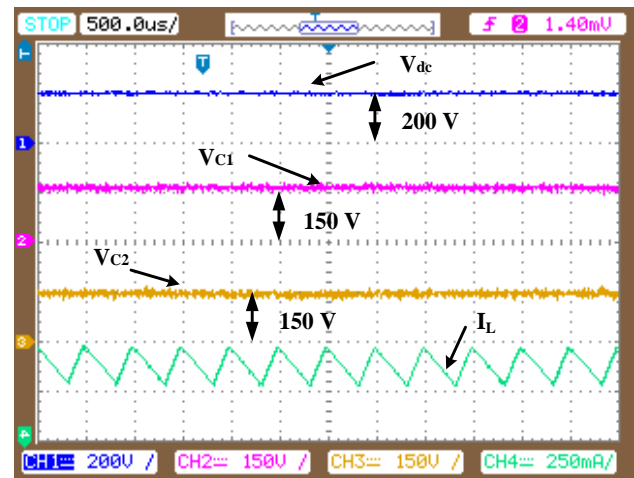 STOP 500.0us/ T f 2 1.40mV
T
T
Vdc
1
200 V
VC1
150 V
2
VC2
150 V
IL
3
4
CH1 200V / CH2 150V / CH3 150V / CH4 250mA/